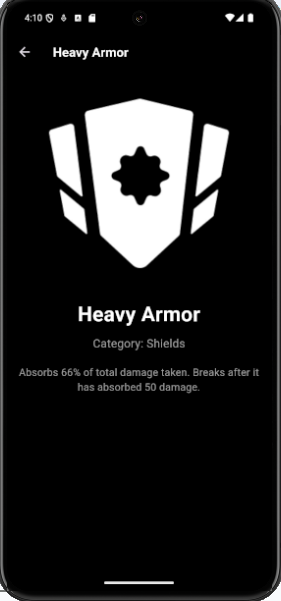 4:10
Heavy Armor
Heavy Armor
Category: Shields
Absorbs 66% of total damage taken. Breaks after it
has absorbed 50 damage.